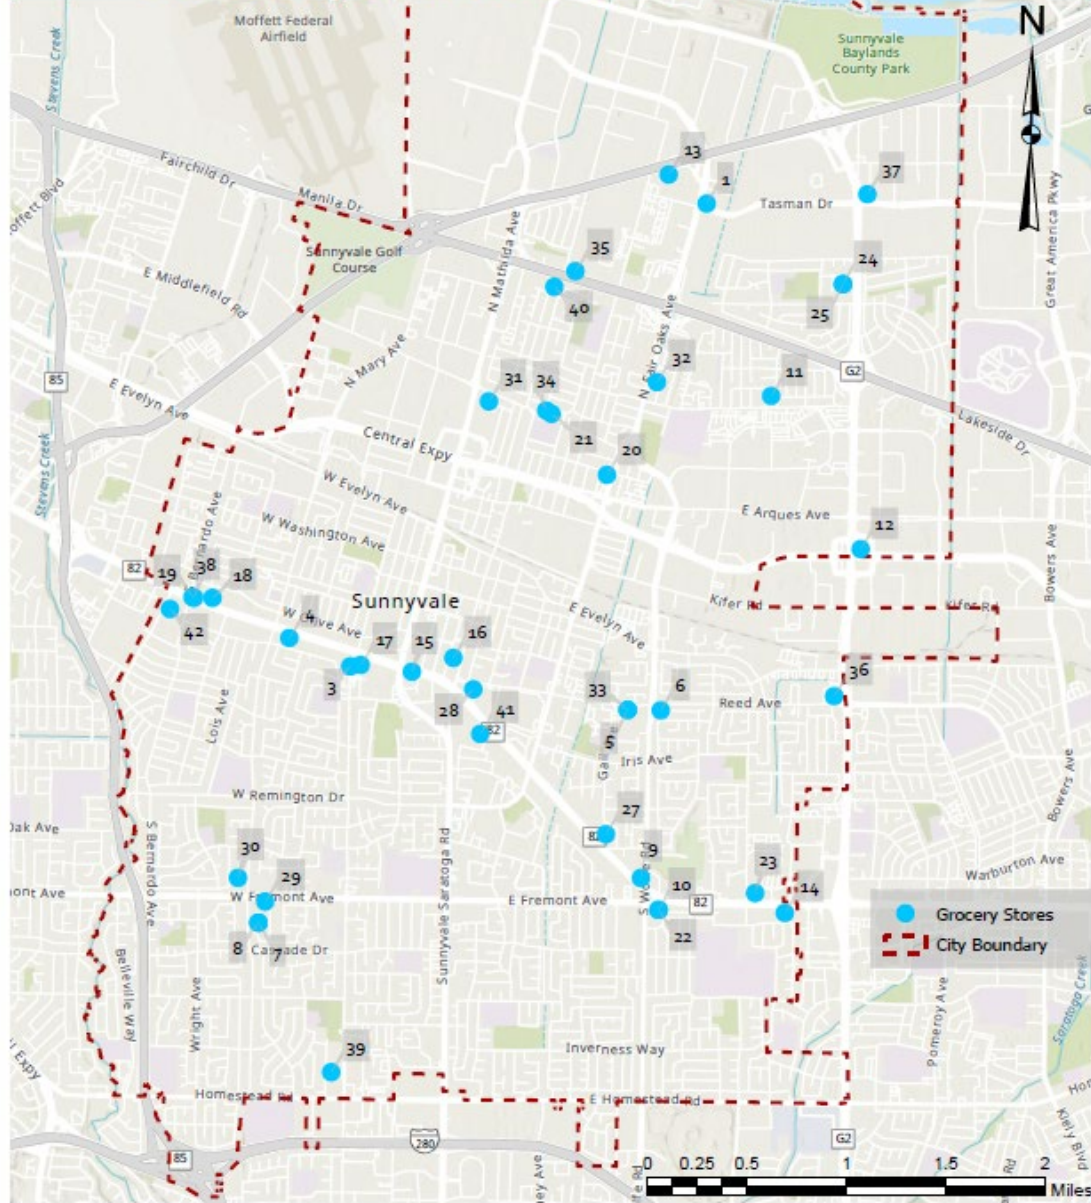 Moffett Federal
Airfield
N
Sunnyvale
Baylands
County Park
Stevens Creek
Fairchild Dr
Manila Dr
13
37
1
Tasman Dr
Great America Pkwy
Sunnyvale Golf
Course
N Mathilda Ave
35
24
E Middlefield Rd
40
25
N Fair Oaks Ave
N Mary Ave
32
G2
85
E Evelyn Ave
31
34
11
Lakeside Dr
Central Expy
21
20
Stevens Creek
W Evelyn Ave
E Arques Ave
W Washington Ave
12
Bowers Ave
82
19
38
18
Sunnyvale
Kifer Rd
Kifer Rd
42
4
E Evelyn Ave
17
15
16
3
36
33
6
Reed Ave
Lois Ave
28
41
82
5
Iris Ave
Bowers Ave
W Remington Dr
27
82
Oak Ave
S Bernardo Ave
Sunnyvale Saratoga Rd
30
9
S Wolfe Rd
Warburton Ave
29
10
23
W Fremont Ave
E Fremont Ave
82
14
Grocery Stores
22
8
7
Cascade Dr
City Boundary
Belleville Way
Wright Ave
Pomeroy Ave
Saratoga Creek
39
Inverness Way
Homestead Rd
E Homestead Rd
280
G2
Kiely Blvd
85
0 0.25 0.5 1 1.5 2
Miles